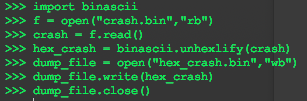 >>> import binascii
>>> f = open("crash.bin","rb")
>>> crash = f.read()
>>> hex_crash = binascii.unhexlify(crash)
>>> dump_file = open("hex_crash.bin","wb")
>>> dump_file.write(hex_crash)
>>> dump_file.close()